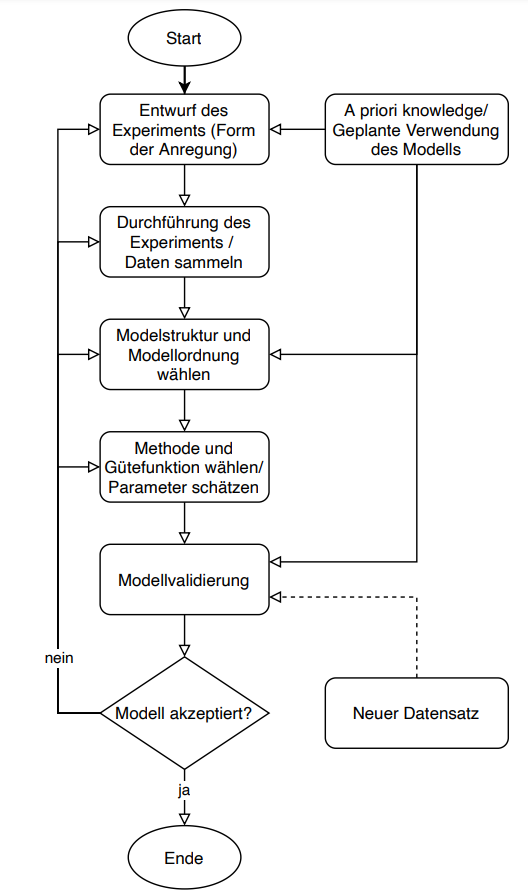 Start
Entwurf des
Experiments (Form
der Anregung)
A priori knowledge/
Geplante Verwendung
des Modells
Durchführung des
Experiments /
Daten sammeln
Modelstruktur und
Modellordnung
wählen
Methode und
Gütefunktion wählen/
Parameter schätzen
Modellvalidierung
nein
Modell akzeptiert?
Neuer Datensatz
ja
Ende